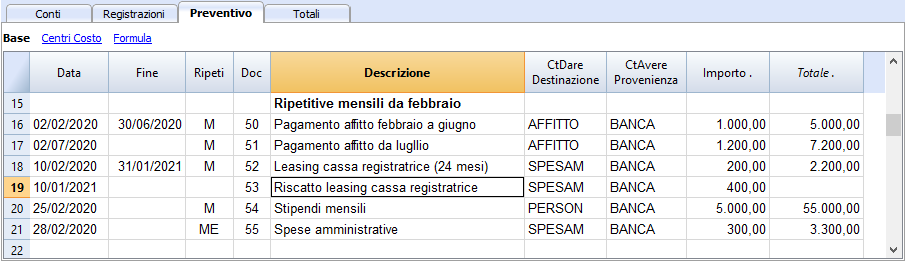 Conti Registrazioni Preventivo Totali
Base Centri Costo Formula
Data Fine Ripeti Doc Descrizione CtDare Destinazione CtAvere Provenienza Importo . Totale .
15 Ripetitive mensili da febbraio
16 02/02/2020 30/06/2020 M 50 Pagamento affitto febbraio a giugno AFFITTO BANCA 1.000,00 5.000,00
17 02/07/2020 M 51 Pagamento affitto da lugllio AFFITTO BANCA 1.200,00 7.200,00
18 10/02/2020 31/01/2021 M 52 Leasing cassa registratrice (24 mesi) SPESAM BANCA 200,00 2.200,00
19 10/01/2021 53 Riscatto leasing cassa registratrice SPESAM BANCA 400,00
20 25/02/2020 M 54 Stipendi mensili PERSON BANCA 5.000,00 55.000,00
21 28/02/2020 ME 55 Spese amministrative SPESAM BANCA 300,00 3.300,00
22